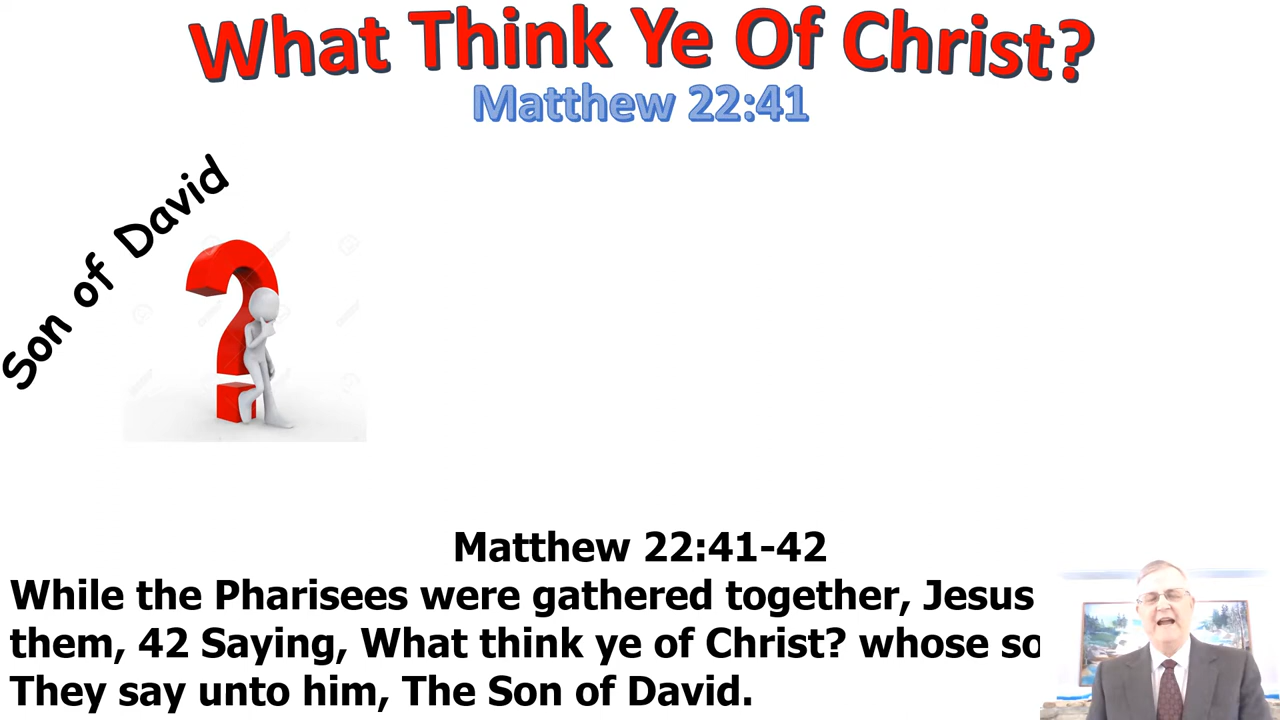 What Think Ye Of Christ?
Matthew 22:41
Son of David
Matthew 22:41-42
While the Pharisees were gathered together, Jesus
them, 42 Saying, What think ye of Christ? whose
They say unto him, The Son of David.